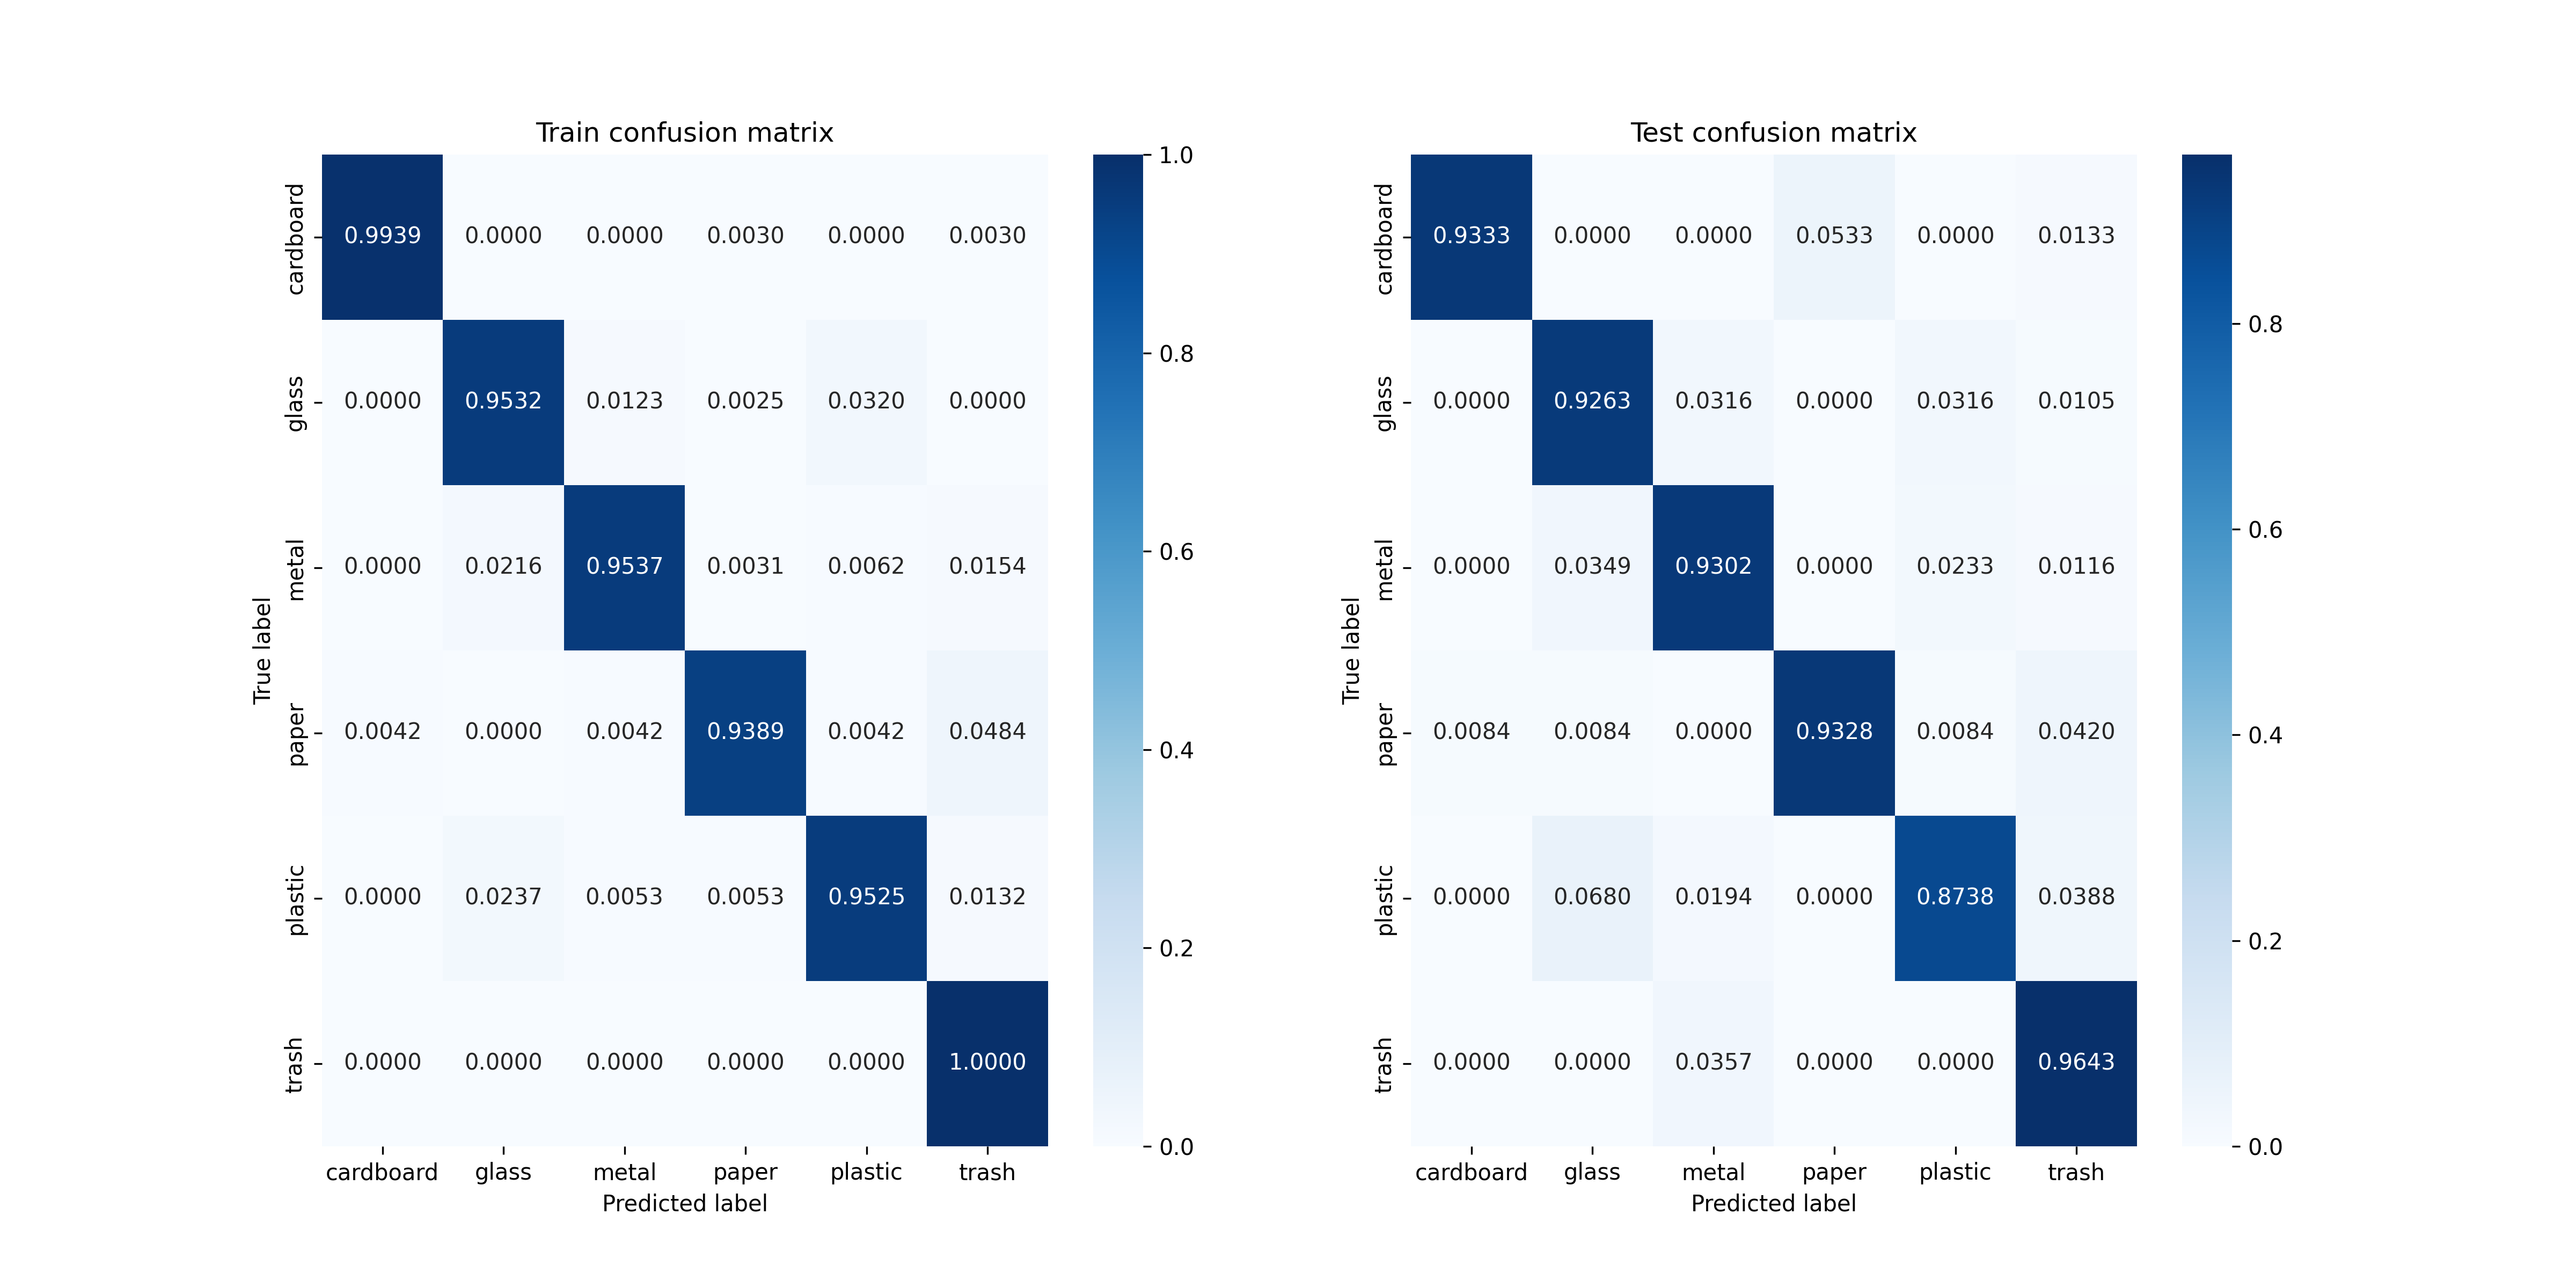 Train confusion matrix
True label
cardboard 0.9939 0.0000 0.0000 0.0030 0.0000 0.0030
glass 0.0000 0.9532 0.0123 0.0025 0.0320 0.0000
metal 0.0000 0.0216 0.9537 0.0031 0.0062 0.0154
paper 0.0042 0.0000 0.0042 0.9389 0.0042 0.0484
plastic 0.0000 0.0237 0.0053 0.0053 0.9525 0.0132
trash 0.0000 0.0000 0.0000 0.0000 0.0000 1.0000
cardboard glass metal paper plastic trash
Predicted label
1.0
0.8
0.6
0.4
0.2
0.0
Test confusion matrix
True label
cardboard 0.9333 0.0000 0.0000 0.0533 0.0000 0.0133
glass 0.0000 0.9263 0.0316 0.0000 0.0316 0.0105
metal 0.0000 0.0349 0.9302 0.0000 0.0233 0.0116
paper 0.0084 0.0084 0.0000 0.9328 0.0084 0.0420
plastic 0.0000 0.0680 0.0194 0.0000 0.8738 0.0388
trash 0.0000 0.0000 0.0357 0.0000 0.0000 0.9643
cardboard glass metal paper plastic trash
Predicted label
0.8
0.6
0.4
0.2
0.0